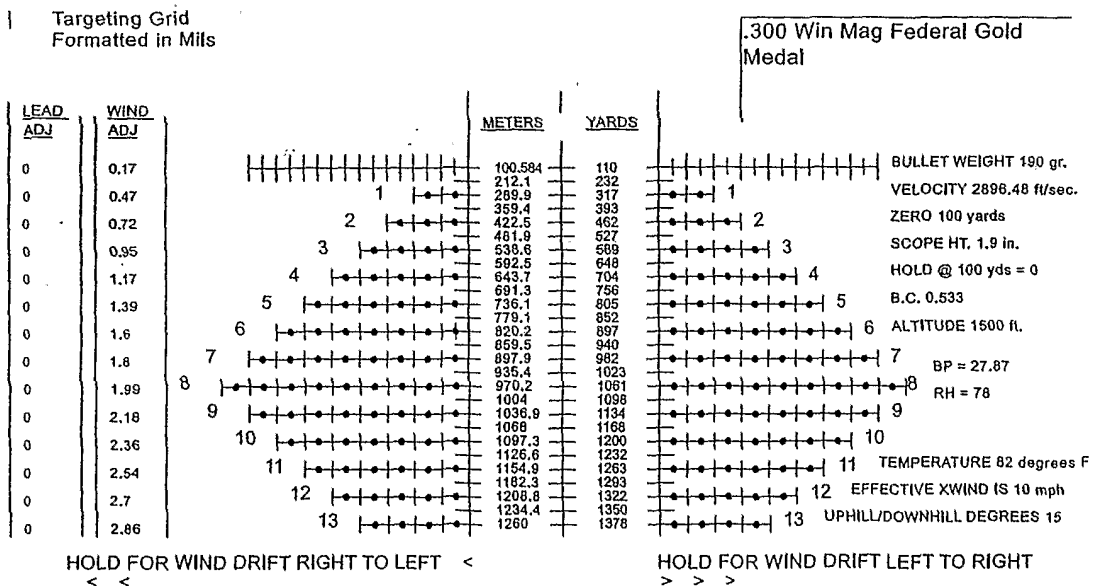 Targeting Grid
Formatted in Mils
.300 Win Mag Federal Gold
Medal
LEAD
ADJ
WIND
ADJ
METERS
YARDS
0 0.17 100.584 110 BULLET WEIGHT 190 gr.
212.1 232
0 0.47 1 289.9 317 1 VELOCITY 2896.48 ft/sec.
359.4 393
0 0.72 2 422.5 462 2 ZERO 100 yards
481.9 527
0 0.95 3 538.6 589 3 SCOPE HT. 1.9 in.
592.5 648
0 1.17 4 643.7 704 4 HOLD @ 100 yds = 0
691.3 756
0 1.39 5 736.1 805 5 B.C. 0.533
779.1 852
0 1.6 6 820.2 897 6 ALTITUDE 1500 ft.
859.5 940
0 1.8 7 897.9 982 7
BP = 27.87
935.4 1023
0 1.99 8 970.2 1061 8
RH = 78
1004 1098
0 2.18 9 1036.9 1134 9
1068 1168
0 2.36 10 1097.3 1200 10
1126.6 1232
0 2.54 11 1154.9 1263 11 TEMPERATURE 82 degrees F
1182.3 1293
0 2.7 12 1208.8 1322 12 EFFECTIVE XWIND IS 10 mph
1234.4 1350
0 2.86 13 1260 1378 13 UPHILL/DOWNHILL DEGREES 15
HOLD FOR WIND DRIFT RIGHT TO LEFT <
< <
HOLD FOR WIND DRIFT LEFT TO RIGHT
> > >